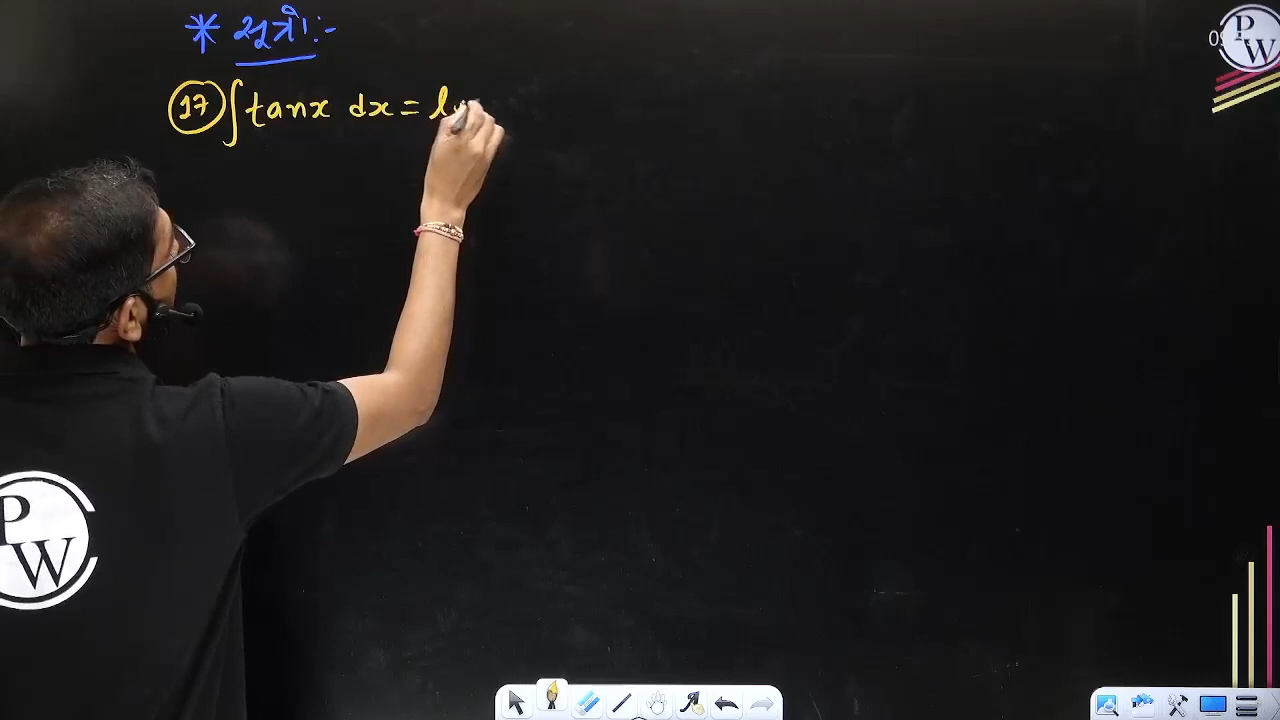 * સૂત્રો:-
(17) ∫ tanx dx = l
PW
PW